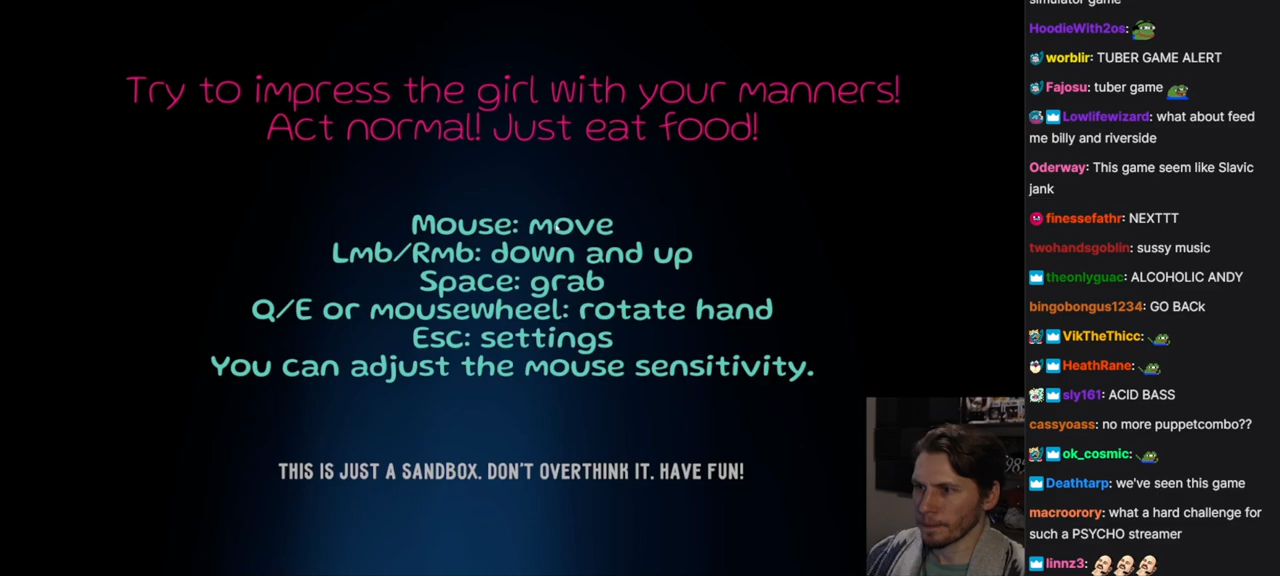 Try to impress the girl with your manners!
Act normal! Just eat food!
Mouse: move
Lmb/Rmb: down and up
Space: grab
Q/E or mousewheel: rotate hand
Esc: settings
You can adjust the mouse sensitivity.
THIS IS JUST A SANDBOX. DON'T OVERTHINK IT. HAVE FUN!
simulator game
HoodieWith2os:
worblir: TUBER GAME ALERT
Fajosu: tuber game
Lowlifewizard: what about feed
me billy and riverside
Oderway: This game seem like Slavic
jank
finessefathr: NEXTTT
twohandsgoblin: sussy music
theonlyguac: ALCOHOLIC ANDY
bingobongus1234: GO BACk
VikTheThicc:
HeathRane:
sly161: ACID BASS
cassyoass: no more puppetcombo??
ok_cosmic:
Deathtarp: we've seen this game
macroorory: what a hard challenge for
such a PSYCHO streamer
linnz3: